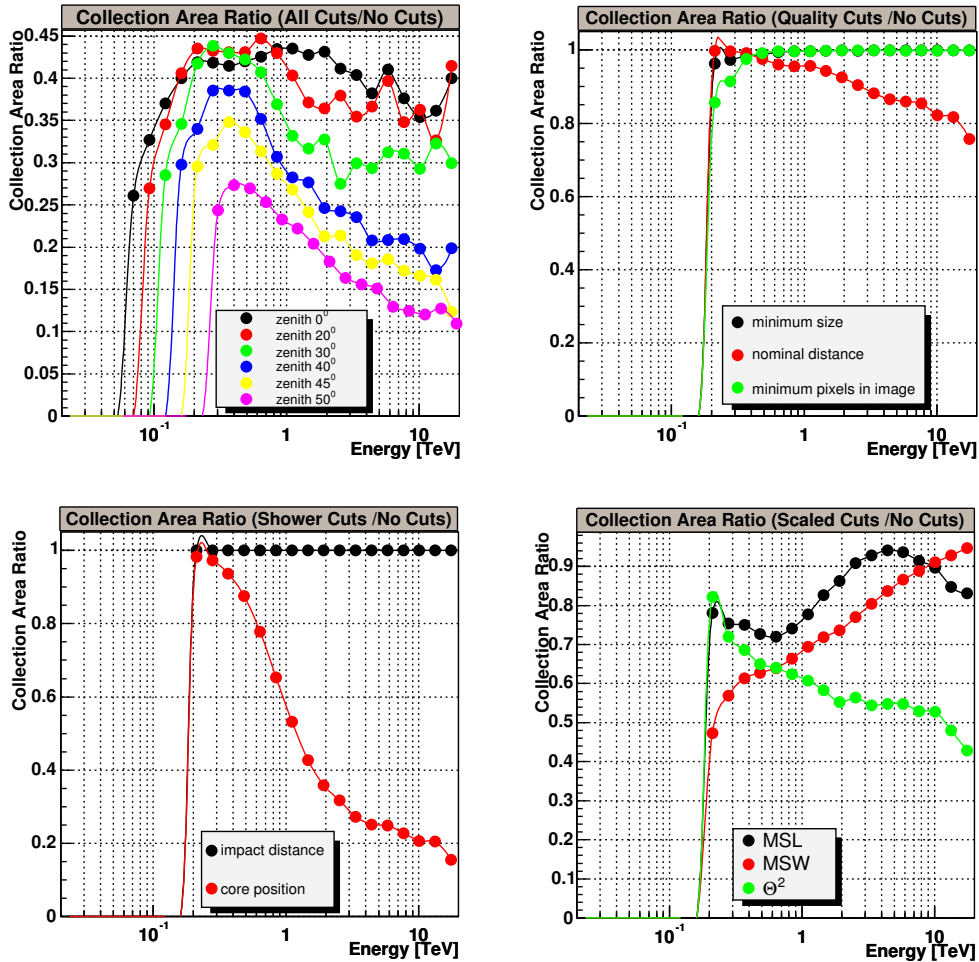 Collection Area Ratio (All Cuts/No Cuts)
Collection Area Ratio
0.45
0.4
0.35
0.3
0.25
0.2
0.15
0.1
0.05
0
zenith 0⁰
zenith 20⁰
zenith 30⁰
zenith 40⁰
zenith 45⁰
zenith 50⁰
10⁻¹
1
10
Energy [TeV]
Collection Area Ratio (Quality Cuts /No Cuts)
Collection Area Ratio
1
0.8
0.6
0.4
0.2
0
minimum size
nominal distance
minimum pixels in image
10⁻¹
1
10
Energy [TeV]
Collection Area Ratio (Shower Cuts /No Cuts)
Collection Area Ratio
1
0.8
0.6
0.4
0.2
0
impact distance
core position
10⁻¹
1
10
Energy [TeV]
Collection Area Ratio (Scaled Cuts /No Cuts)
Collection Area Ratio
0.9
0.8
0.7
0.6
0.5
0.4
0.3
0.2
0.1
0
MSL
MSW
Θ²
10⁻¹
1
10
Energy [TeV]